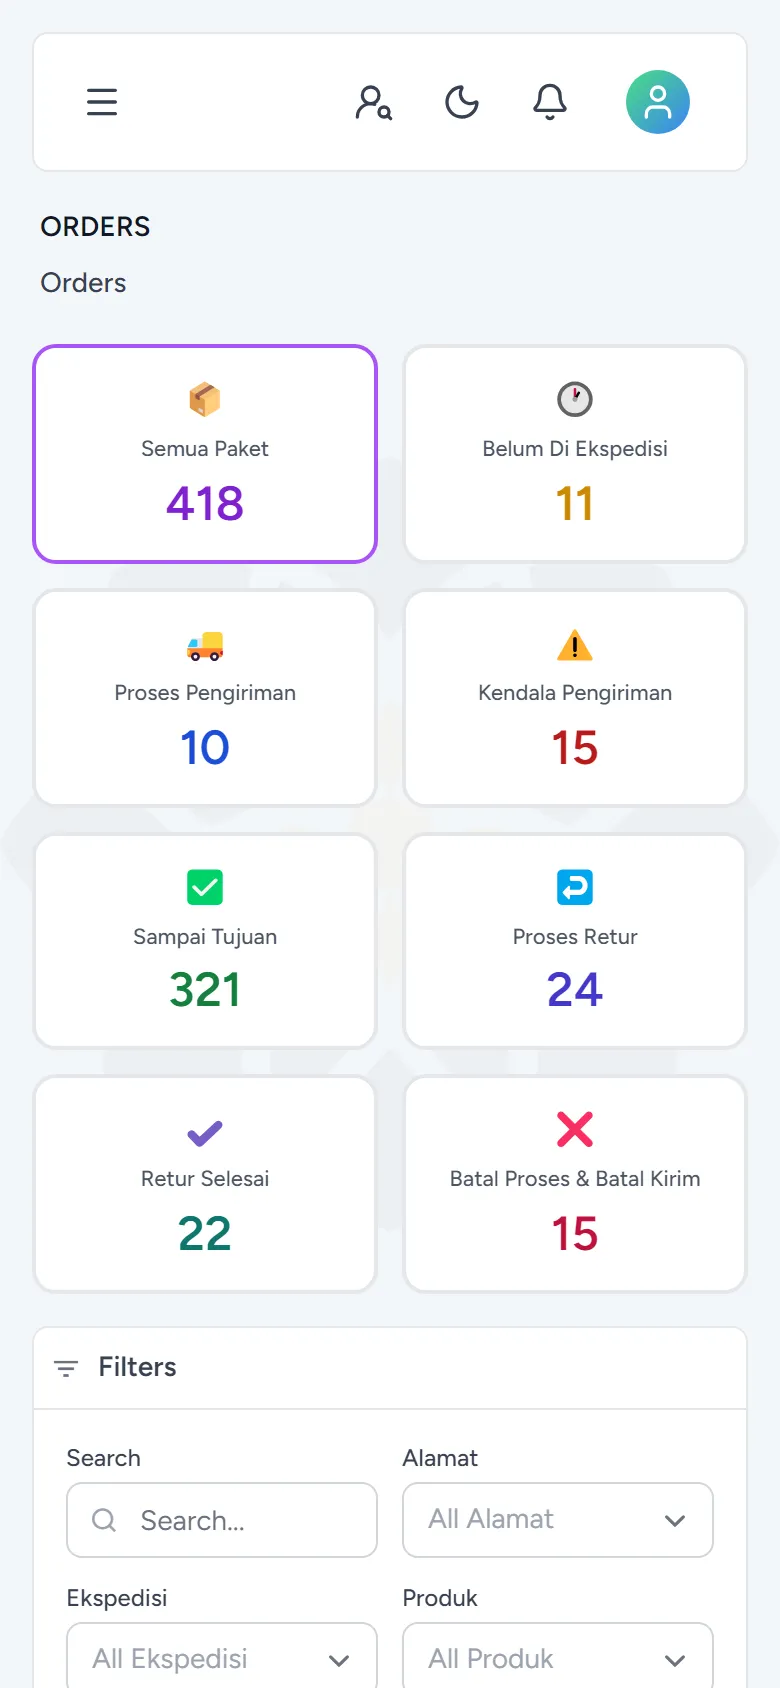 ORDERS
Orders
Semua Paket
418
Belum Di Ekspedisi
11
Proses Pengiriman
10
Kendala Pengiriman
15
Sampai Tujuan
321
Proses Retur
24
Retur Selesai
22
Batal Proses & Batal Kirim
15
Filters
Search
Search...
Alamat
All Alamat
Ekspedisi
All Ekspedisi
Produk
All Produk